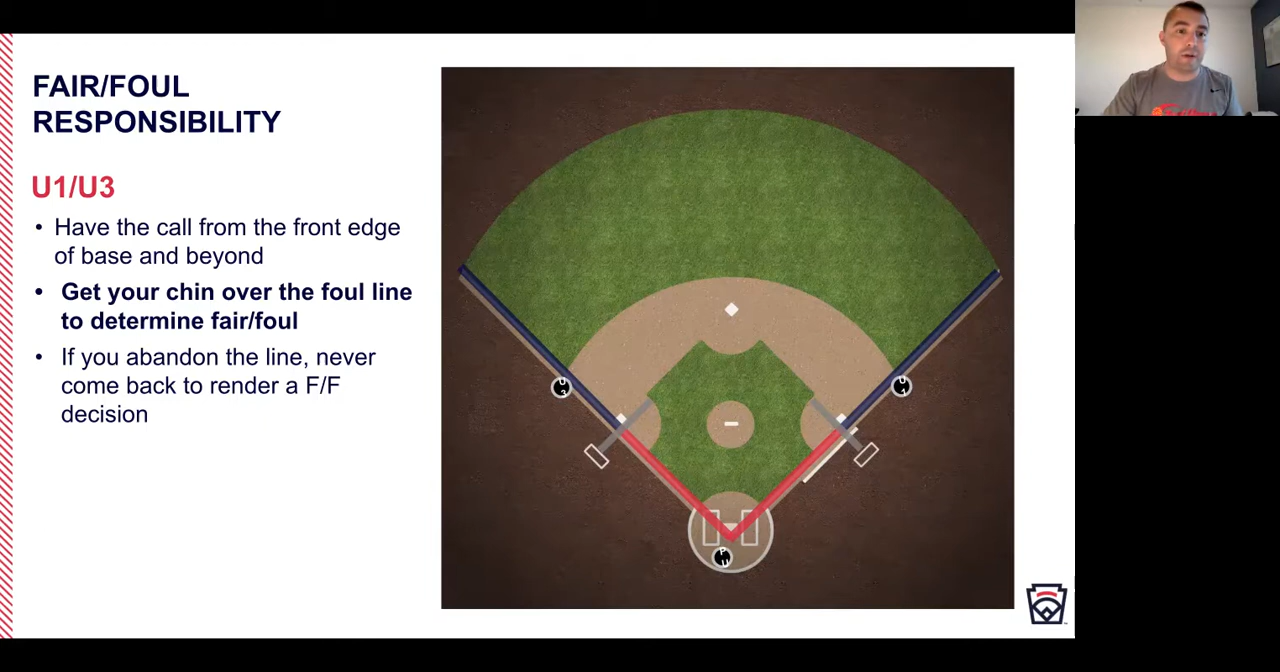 FAIR/FOUL
RESPONSIBILITY
U1/U3
• Have the call from the front edge
of base and beyond
• Get your chin over the foul line
to determine fair/foul
• If you abandon the line, never
come back to render a F/F
decision
U
3
U
1
P
U